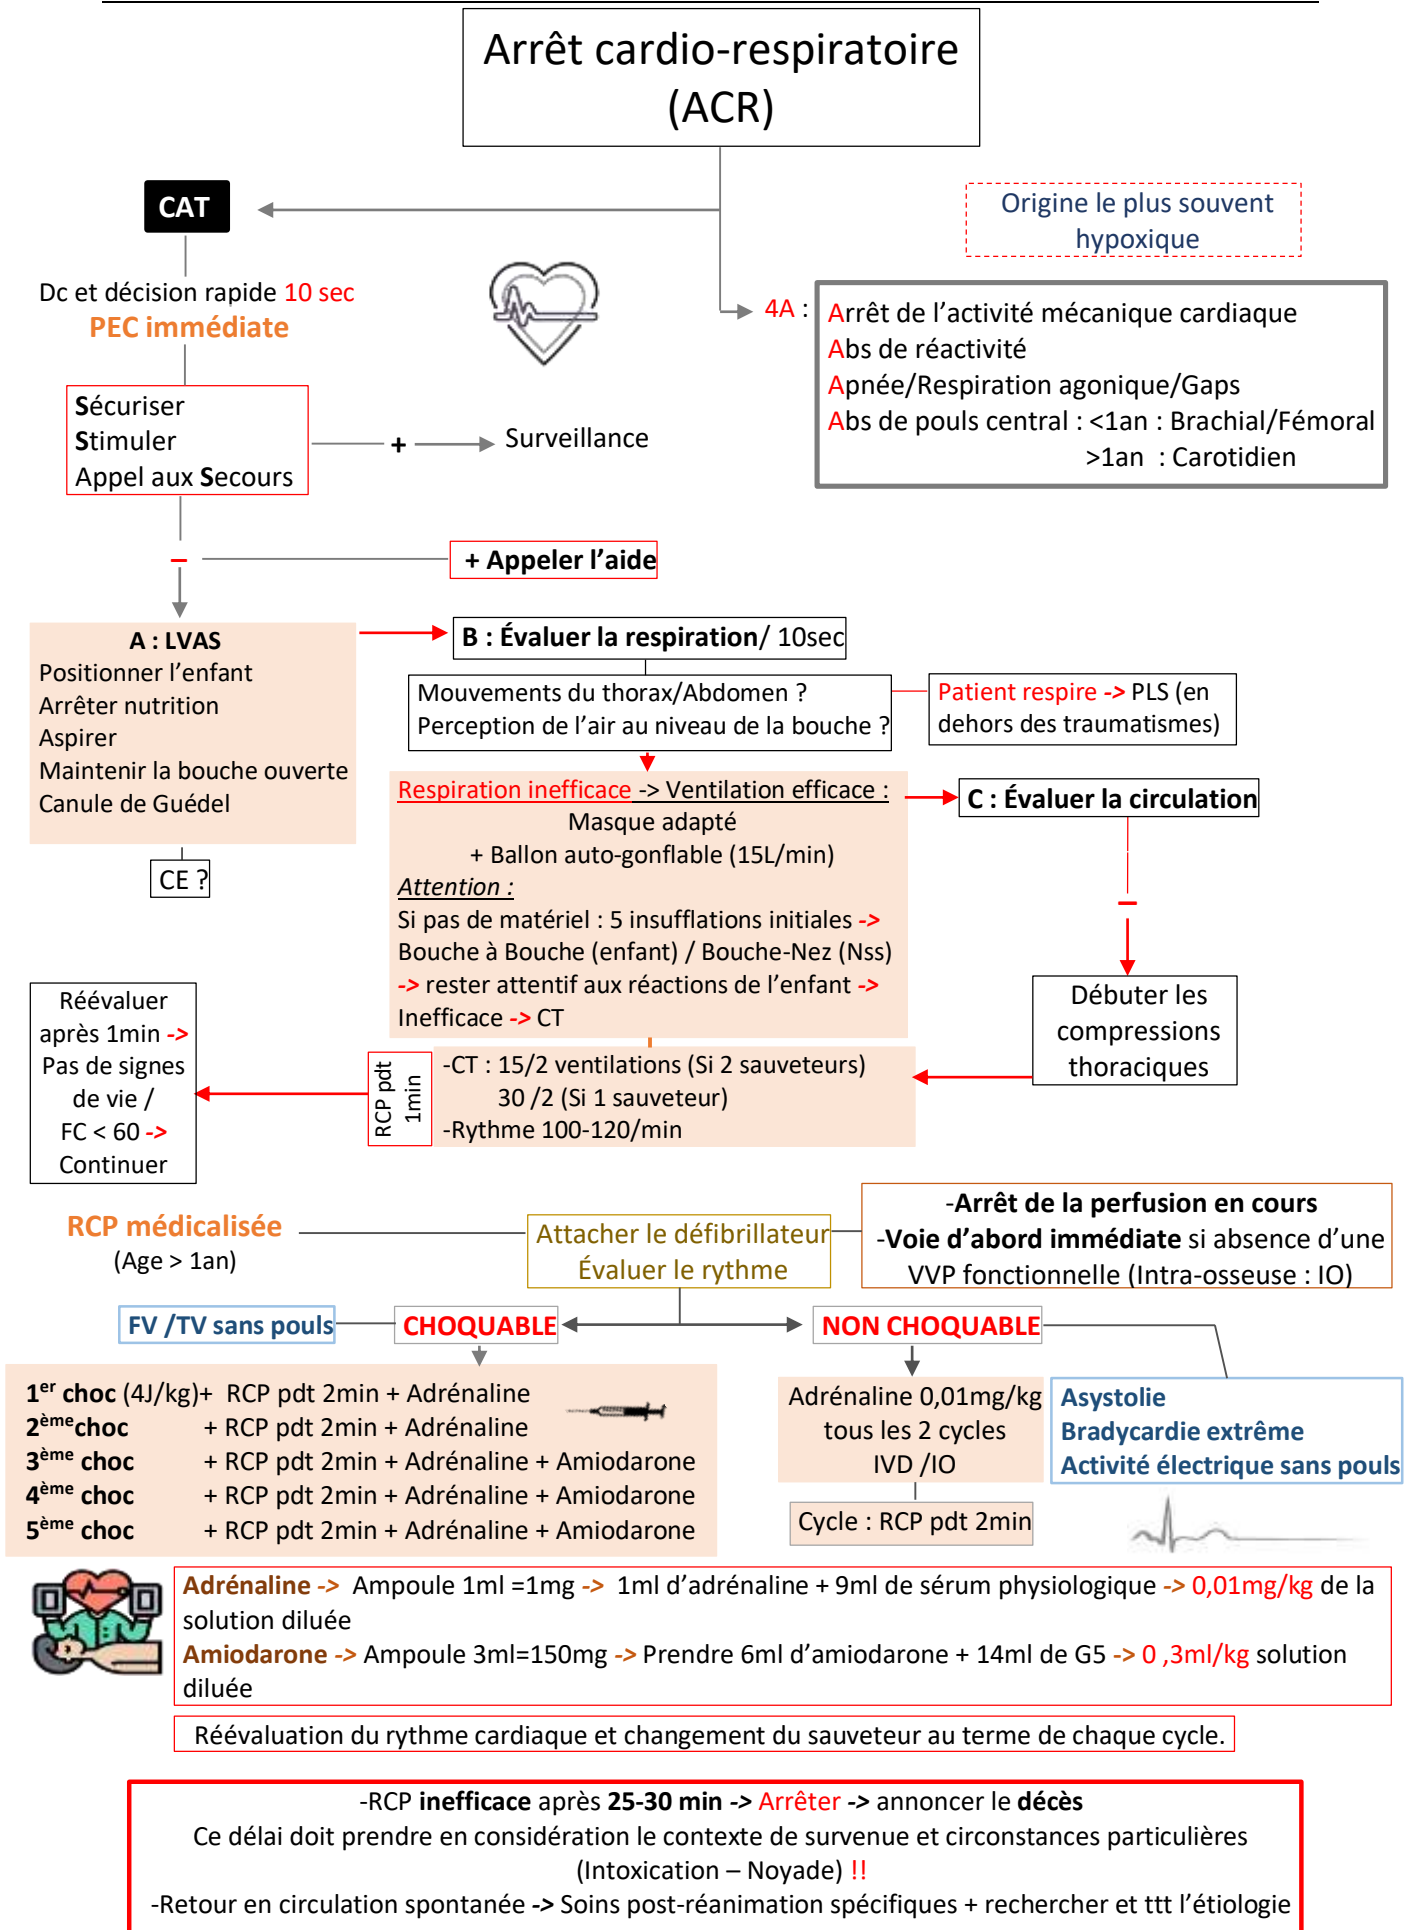 Arrêt cardio-respiratoire
(ACR)
CAT
Origine le plus souvent
hypoxique
Dc et décision rapide 10 sec
PEC immédiate
4A :
Arrêt de l’activité mécanique cardiaque
Abs de réactivité
Apnée/Respiration agonique/Gaps
Abs de pouls central : <1an : Brachial/Fémoral
>1an : Carotidien
Sécuriser
Stimuler
Appel aux Secours
+
Surveillance
–
+ Appeler l’aide
A : LVAS
Positionner l’enfant
Arrêter nutrition
Aspirer
Maintenir la bouche ouverte
Canule de Guédel
CE ?
B : Évaluer la respiration/ 10sec
Mouvements du thorax/Abdomen ?
Perception de l’air au niveau de la bouche ?
Patient respire -> PLS (en
dehors des traumatismes)
Respiration inefficace -> Ventilation efficace :
Masque adapté
+ Ballon auto-gonflable (15L/min)
Attention :
Si pas de matériel : 5 insufflations initiales ->
Bouche à Bouche (enfant) / Bouche-Nez (Nss)
-> rester attentif aux réactions de l’enfant ->
Inefficace -> CT
C : Évaluer la circulation
–
Débuter les
compressions
thoraciques
-CT : 15/2 ventilations (Si 2 sauveteurs)
30 /2 (Si 1 sauveteur)
-Rythme 100-120/min
RCP pdt
1min
Réévaluer
après 1min ->
Pas de signes
de vie /
FC < 60 ->
Continuer
RCP médicalisée
(Age > 1an)
Attacher le défibrillateur
Évaluer le rythme
-Arrêt de la perfusion en cours
-Voie d’abord immédiate si absence d’une
VVP fonctionnelle (Intra-osseuse : IO)
FV /TV sans pouls
CHOQUABLE
NON CHOQUABLE
1er choc (4J/kg)+ RCP pdt 2min + Adrénaline
2ème choc + RCP pdt 2min + Adrénaline
3ème choc + RCP pdt 2min + Adrénaline + Amiodarone
4ème choc + RCP pdt 2min + Adrénaline + Amiodarone
5ème choc + RCP pdt 2min + Adrénaline + Amiodarone
Adrénaline 0,01mg/kg
tous les 2 cycles
IVD /IO
Cycle : RCP pdt 2min
Asystolie
Bradycardie extrême
Activité électrique sans pouls
Adrénaline -> Ampoule 1ml =1mg -> 1ml d’adrénaline + 9ml de sérum physiologique -> 0,01mg/kg de la
solution diluée
Amiodarone -> Ampoule 3ml=150mg -> Prendre 6ml d’amiodarone + 14ml de G5 -> 0 ,3ml/kg solution
diluée
Réévaluation du rythme cardiaque et changement du sauveteur au terme de chaque cycle.
-RCP inefficace après 25-30 min -> Arrêter -> annoncer le décès
Ce délai doit prendre en considération le contexte de survenue et circonstances particulières
(Intoxication – Noyade) !!
-Retour en circulation spontanée -> Soins post-réanimation spécifiques + rechercher et ttt l’étiologie